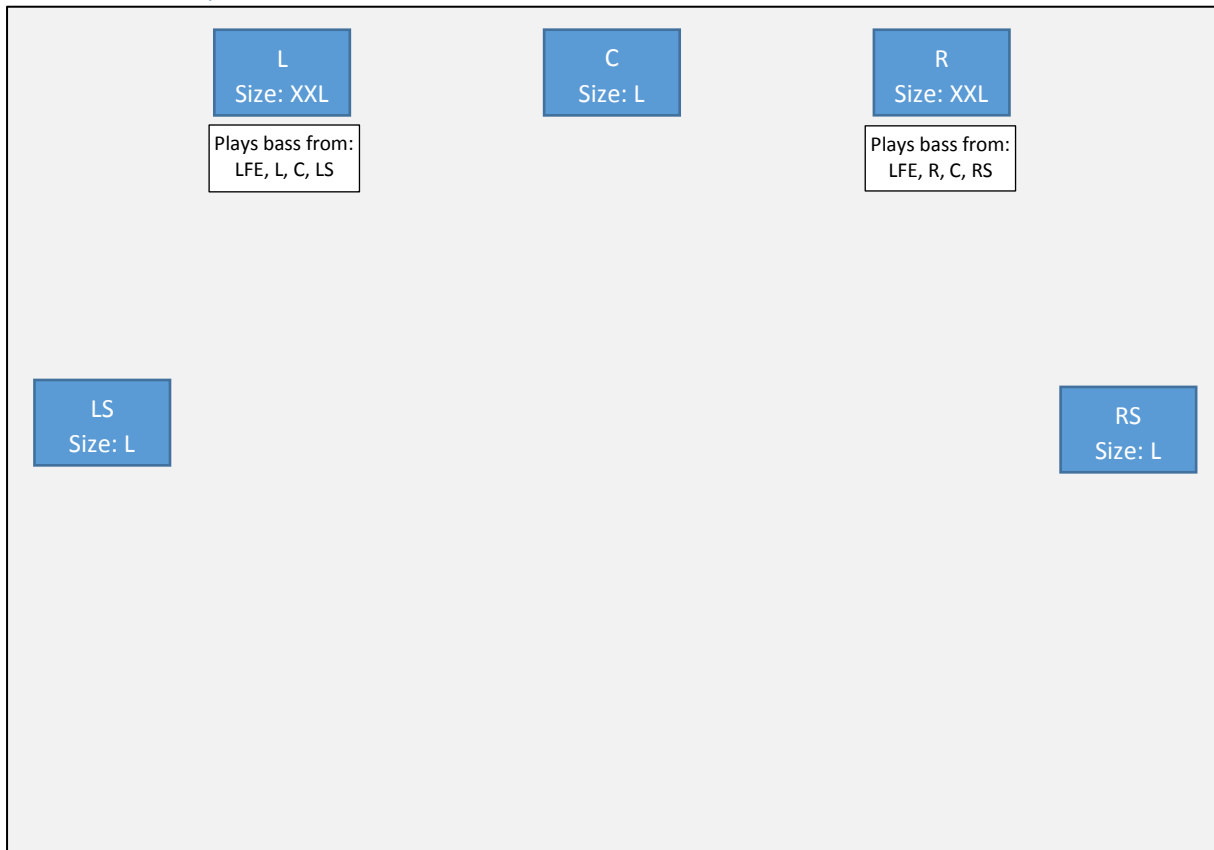 L
Size: XXL
C
Size: L
R
Size: XXL
Plays bass from:
LFE, L, C, LS
Plays bass from:
LFE, R, C, RS
LS
Size: L
RS
Size: L